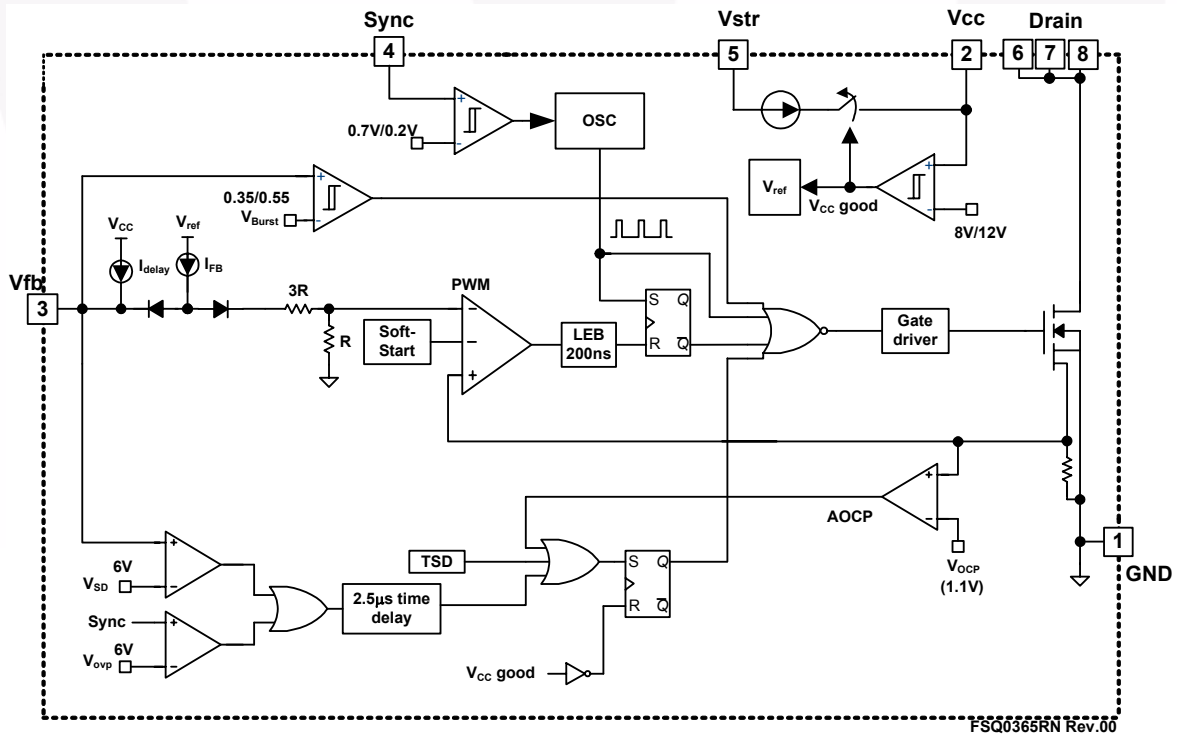 Sync
Vstr
Vcc
Drain
4
5
2
6
7
8
0.7V/0.2V
+
-
OSC
Vref
VCC good
+
-
8V/12V
0.35/0.55
VBurst
+
-
VCC
Vref
Idelay
IFB
Vfb
3
3R
R
PWM
Soft-
Start
−
−
+
LEB
200ns
S Q
R Q̅
Gate
driver
AOCP
+
−
VOCP
(1.1V)
1
GND
6V
VSD
+
−
Sync
6V
Vovp
+
−
2.5µs time
delay
TSD
S Q
R Q̅
VCC good
FSQ0365RN Rev.00